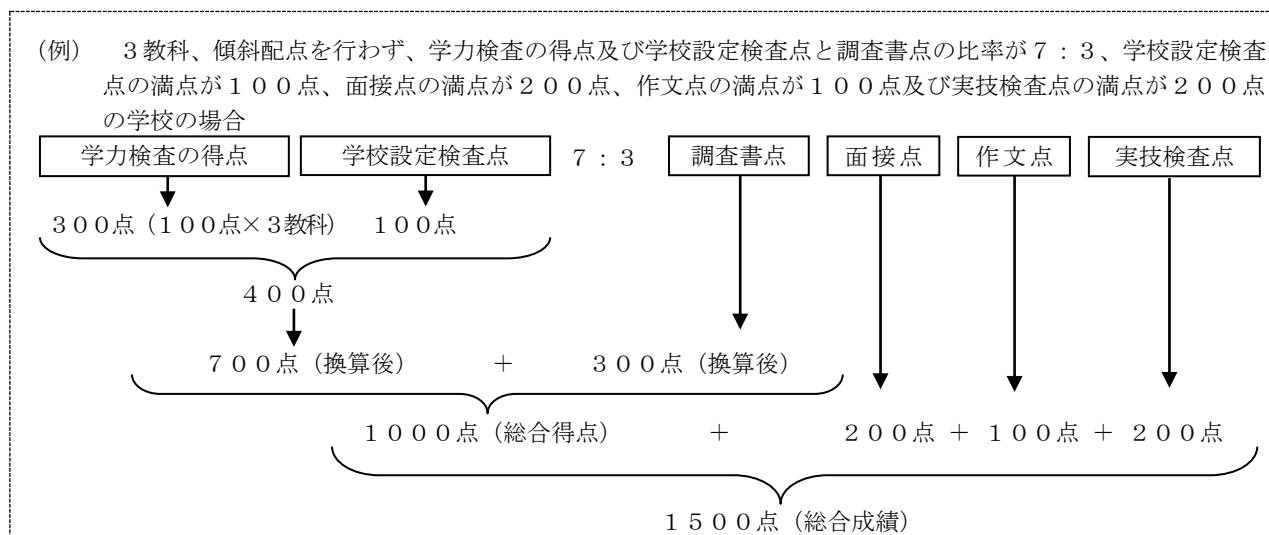 （例）　３教科、傾斜配点を行わず、学力検査の得点及び学校設定検査点と調査書点の比率が７：３、学校設定検査
点の満点が１００点、面接点の満点が２００点、作文点の満点が１００点及び実技検査点の満点が２００点
の学校の場合
学力検査の得点　学校設定検査点　７：３　調査書点　面接点　作文点　実技検査点
３００点（１００点×３教科）　１００点
４００点
７００点（換算後）　＋　３００点（換算後）
１０００点（総合得点）　＋　２００点 ＋ １００点 ＋ ２００点
１５００点（総合成績）